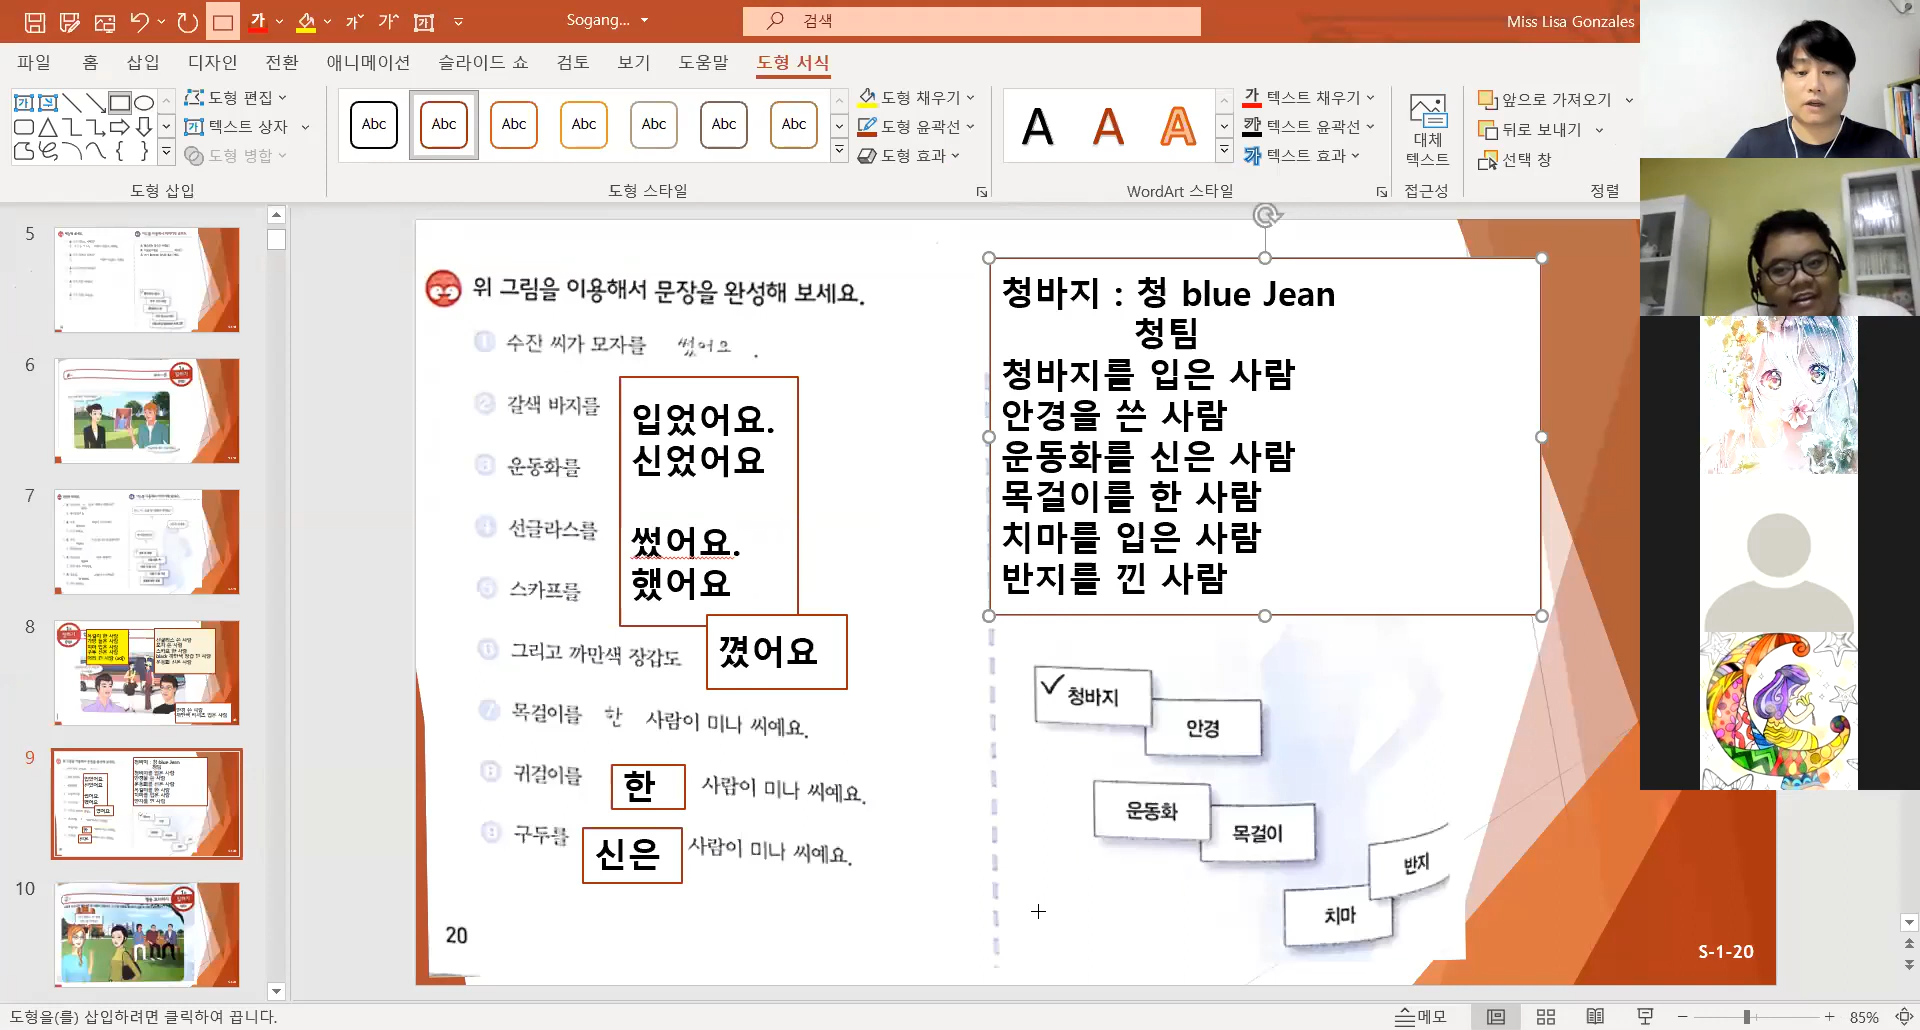 Sogang...
검색
Miss Lisa Gonzales
파일 홈 삽입 디자인 전환 애니메이션 슬라이드 쇼 검토 보기 도움말 도형 서식
도형 편집
텍스트 상자
도형 병합
도형 삽입
Abc Abc Abc Abc Abc Abc Abc
도형 채우기
도형 윤곽선
도형 효과
도형 스타일
A A A
텍스트 채우기
텍스트 윤곽선
텍스트 효과
WordArt 스타일
대체
텍스트
접근성
앞으로 가져오기
뒤로 보내기
선택 창
정렬
5
6
7
8
9
10
위 그림을 이용해서 문장을 완성해 보세요.
1 수잔 씨가 모자를 썼어요.
2 갈색 바지를 입었어요.
3 운동화를 신었어요
4 선글라스를 썼어요.
5 스카프를 했어요
6 그리고 까만색 장갑도 꼈어요
7 목걸이를 한 사람이 미나 씨예요.
8 귀걸이를 한 사람이 미나 씨예요.
9 구두를 신은 사람이 미나 씨예요.
20
청바지 : 청 blue Jean
청팀
청바지를 입은 사람
안경을 쓴 사람
운동화를 신은 사람
목걸이를 한 사람
치마를 입은 사람
반지를 낀 사람
청바지
안경
운동화
목걸이
반지
치마
S-1-20
도형을(를) 삽입하려면 클릭하여 끕니다.
메모
85%